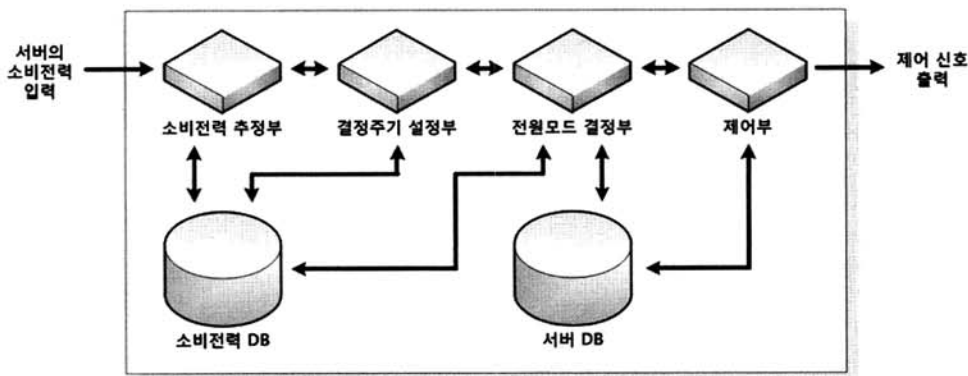 서버의
소비전력
입력
소비전력 추정부
결정주기 설정부
전원모드 결정부
제어부
제어 신호
출력
소비전력 DB
서버 DB